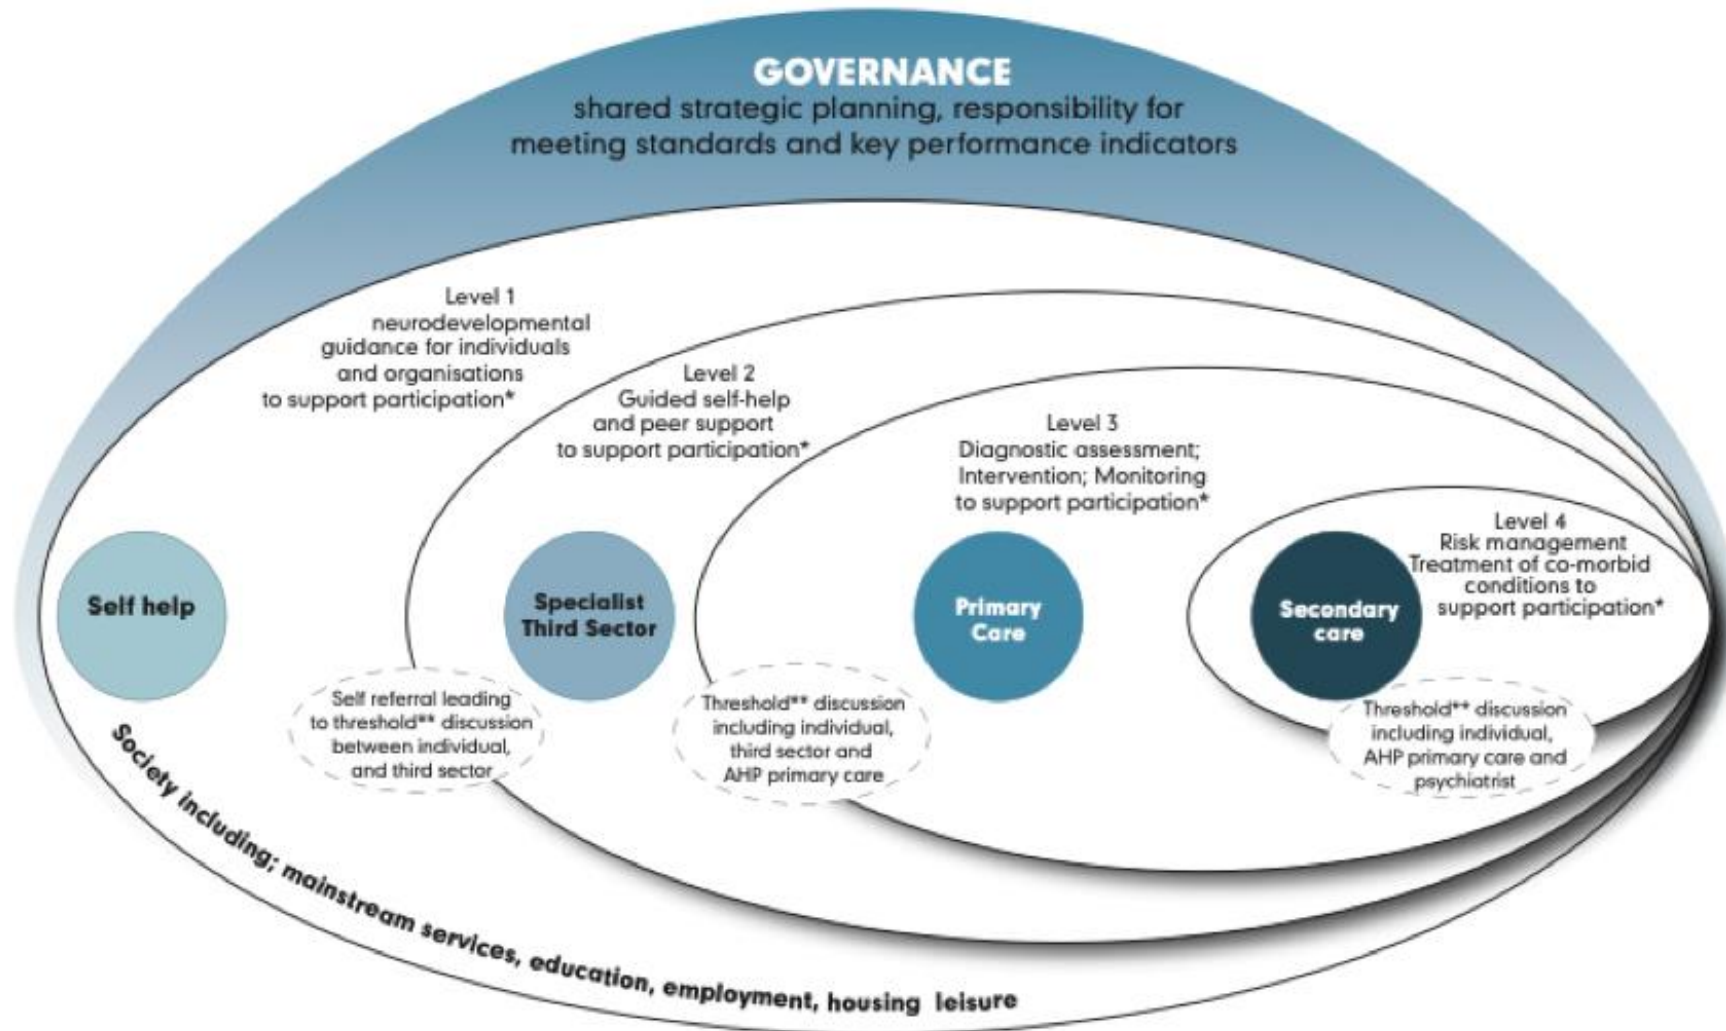 GOVERNANCE
shared strategic planning, responsibility for
meeting standards and key performance indicators
Level 1
neurodevelopmental
guidance for individuals
and organisations
to support participation*
Level 2
Guided self-help
and peer support
to support participation*
Level 3
Diagnostic assessment;
Intervention; Monitoring
to support participation*
Level 4
Risk management
Treatment of co-morbid
conditions to
support participation*
Self help
Specialist
Third Sector
Primary
Care
Secondary
care
Self referral leading
to threshold** discussion
between individual,
and third sector
Threshold** discussion
including individual,
third sector and
AHP primary care
Threshold** discussion
including individual,
AHP primary care and
psychiatrist
Society including; mainstream services, education, employment, housing leisure